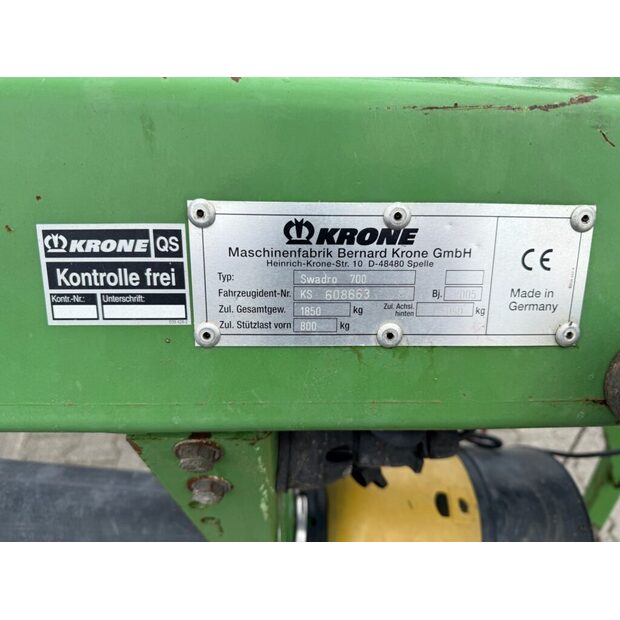 KRONE QS
Kontrolle frei
Kontr.-Nr.: Unterschrift:
KRONE
Maschinenfabrik Bernard Krone GmbH
Heinrich-Krone-Str. 10 D-48480 Spelle
Typ: Swadro 700
Fahrzeugident-Nr. KS 608663 Bj.
Zul. Gesamtgew. 1850 kg Zul. Achsl. hinten kg
Zul. Stützlast vorn 800 kg
CE
Made in
Germany